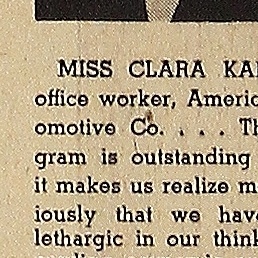 MISS CLARA KA
office worker, Americ
omotive Co. . . . Th
gram is outstanding
it makes us realize m
iously that we hav
lethargic in our think